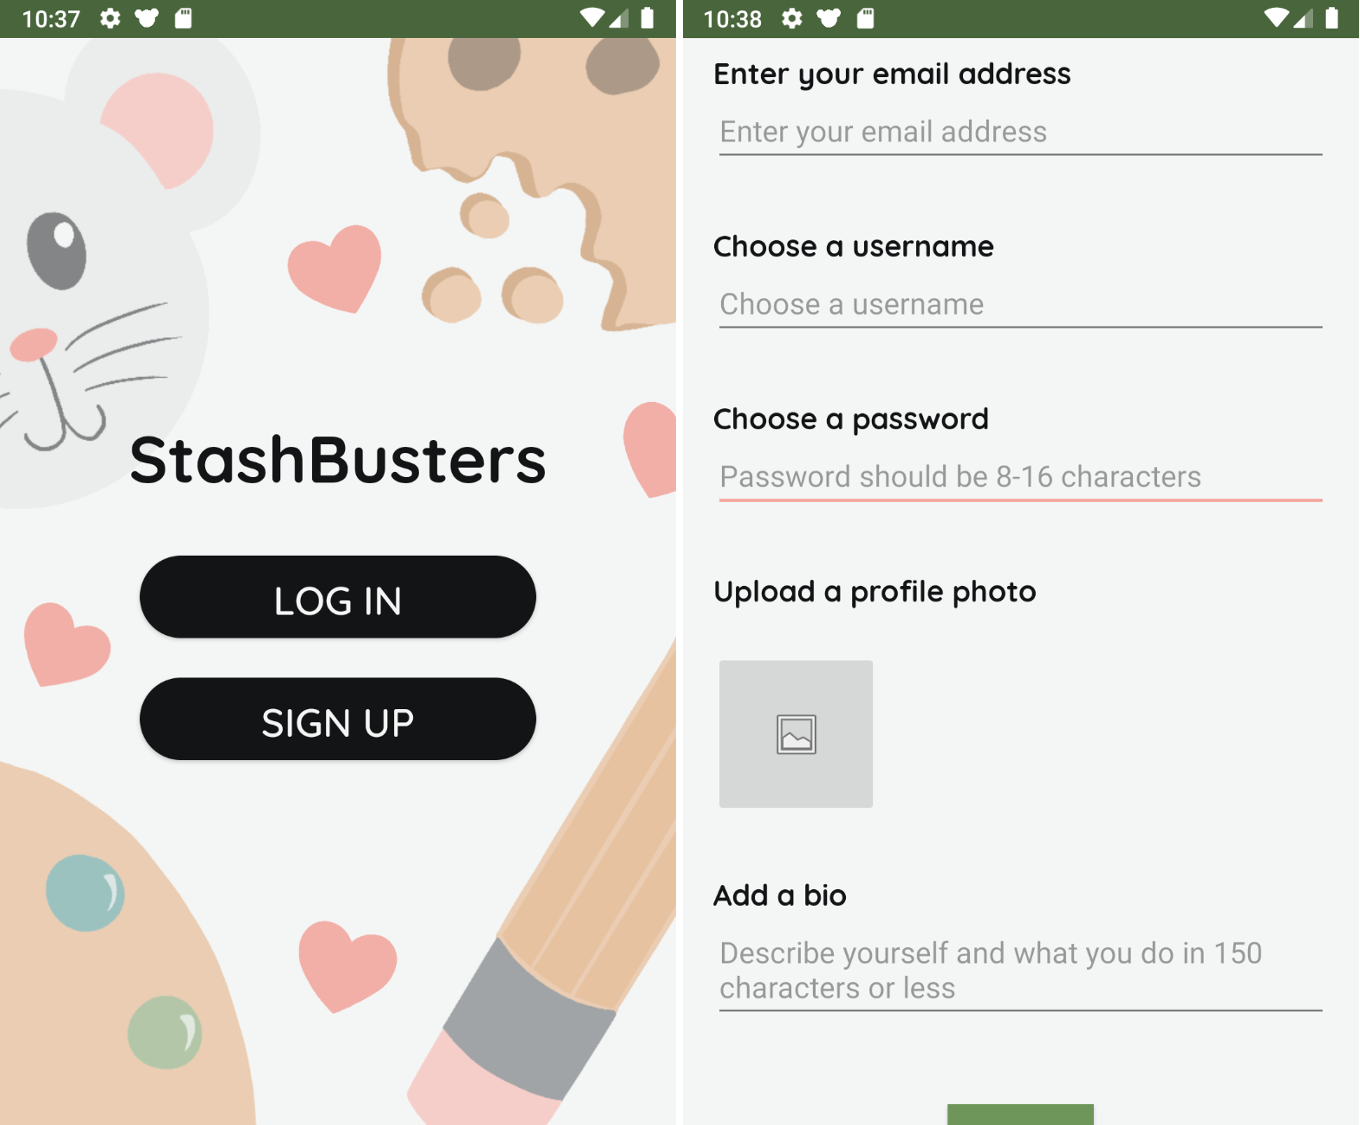 10:37
StashBusters
LOG IN
SIGN UP
10:38
Enter your email address
Enter your email address
Choose a username
Choose a username
Choose a password
Password should be 8-16 characters
Upload a profile photo
Add a bio
Describe yourself and what you do in 150
characters or less